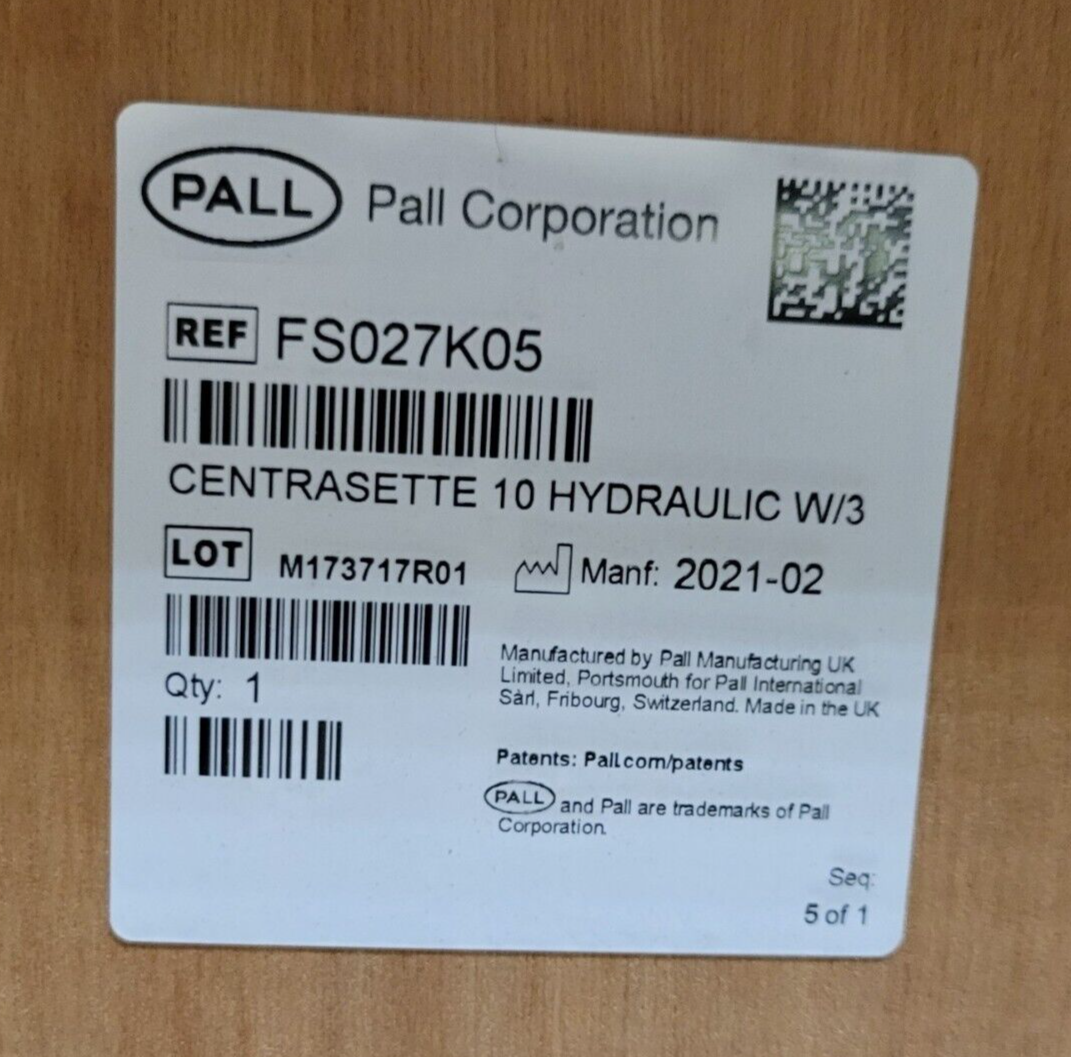 PALL Pall Corporation
REF FS027K05
CENTRASETTE 10 HYDRAULIC W/3
LOT M173717R01 Manf: 2021-02
Qty: 1
Manufactured by Pall Manufacturing UK
Limited, Portsmouth for Pall International
Sàrl, Fribourg, Switzerland. Made in the UK
Patents: Pall.com/patents
PALL and Pall are trademarks of Pall
Corporation.
Seq:
5 of 1